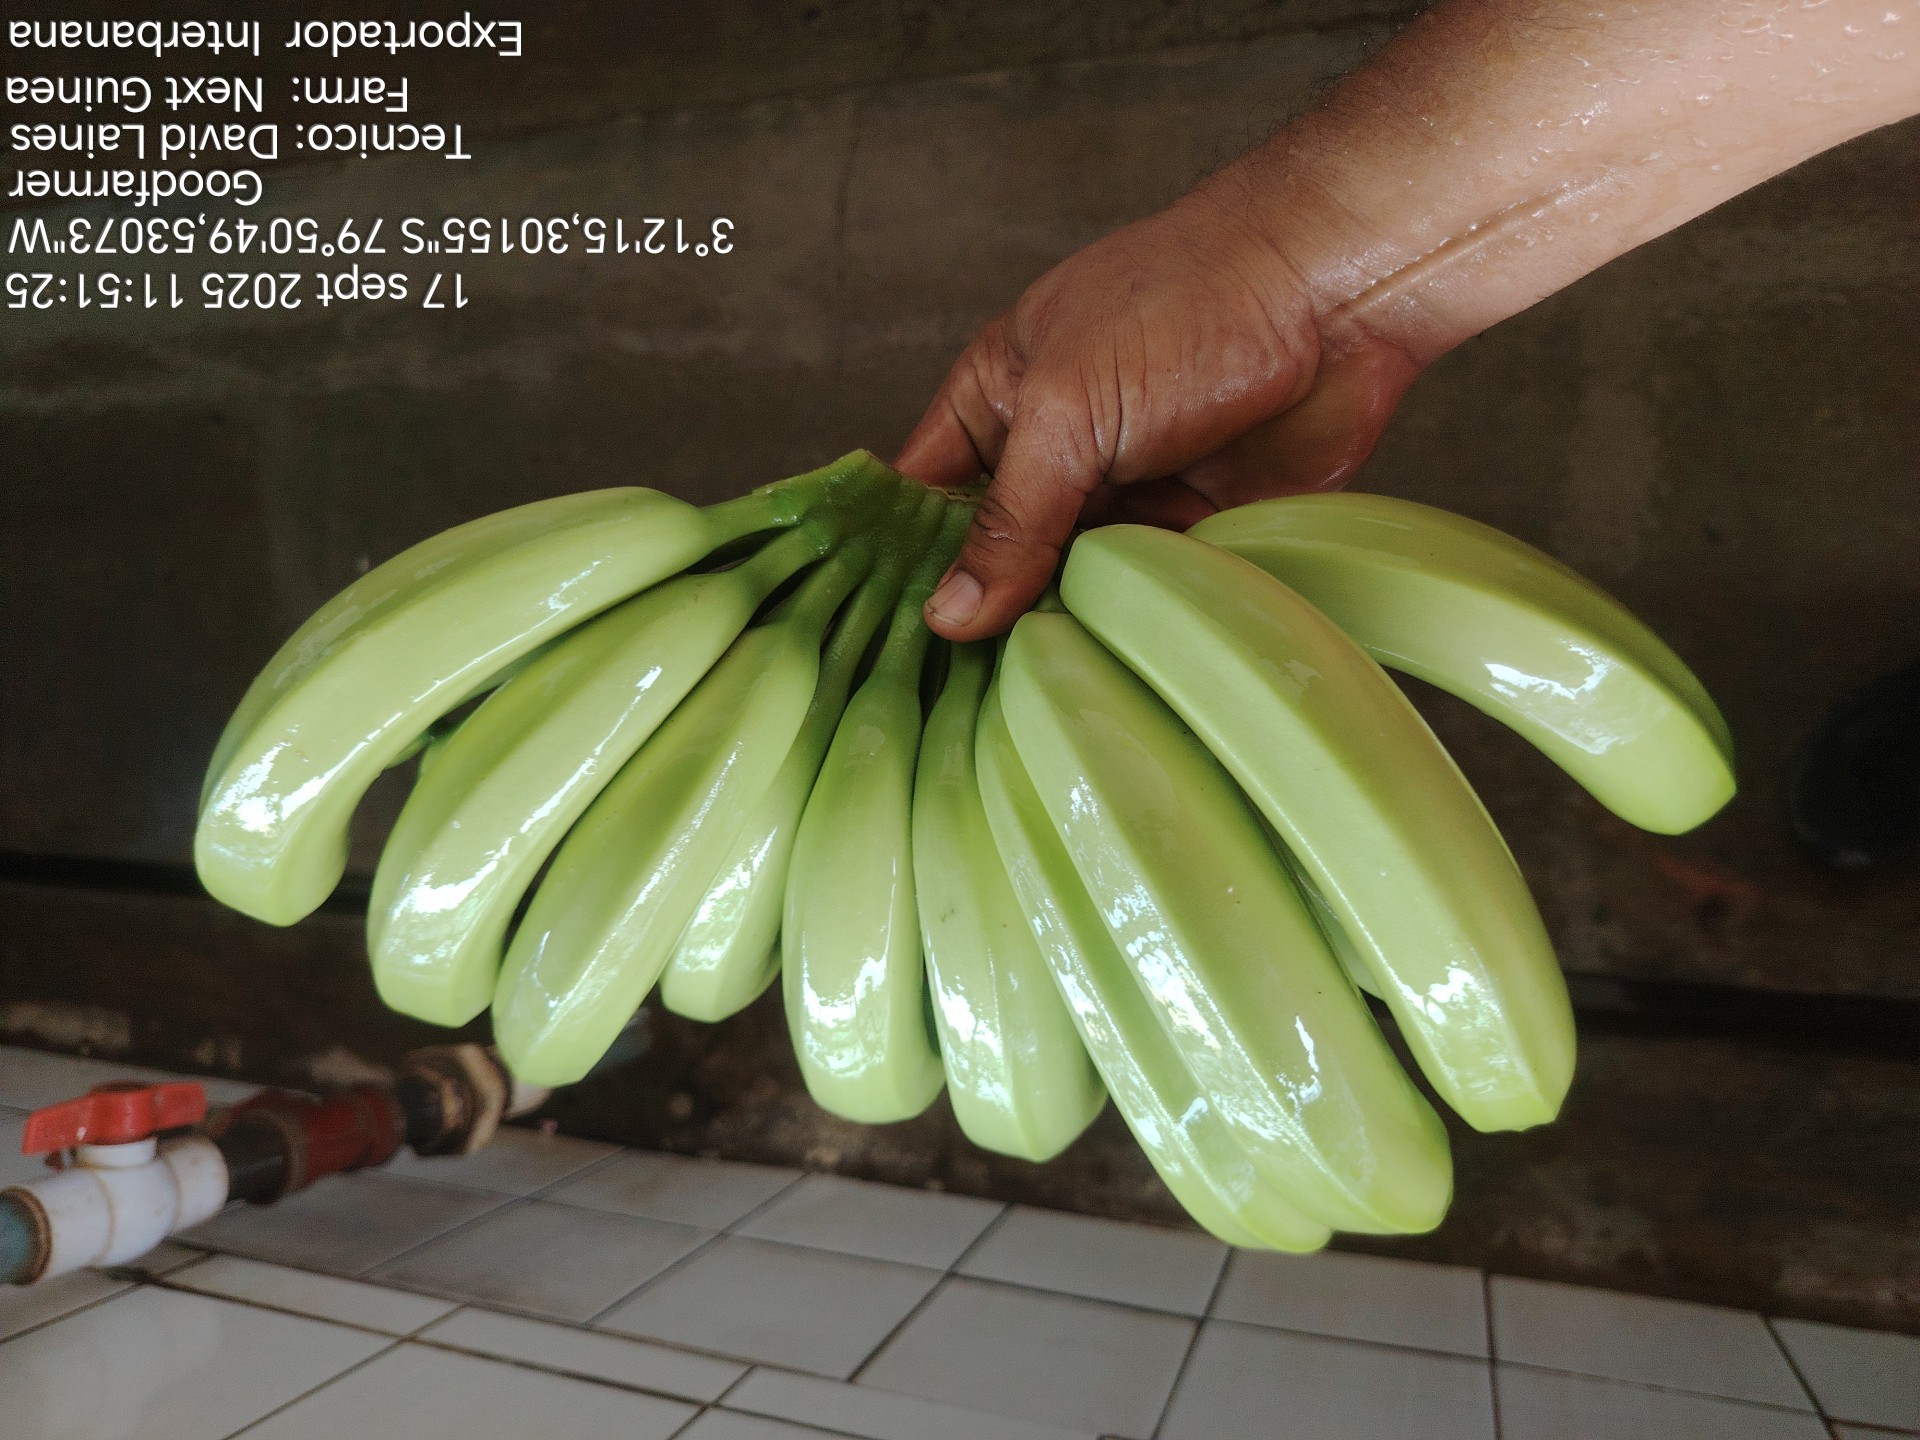 17 sept 2025 11:51:25
3°12'15,30155"S 79°50'49,53073"W
Goodfarmer
Tecnico: David Laines
Farm:  Next Guinea
Exportador  Interbanana